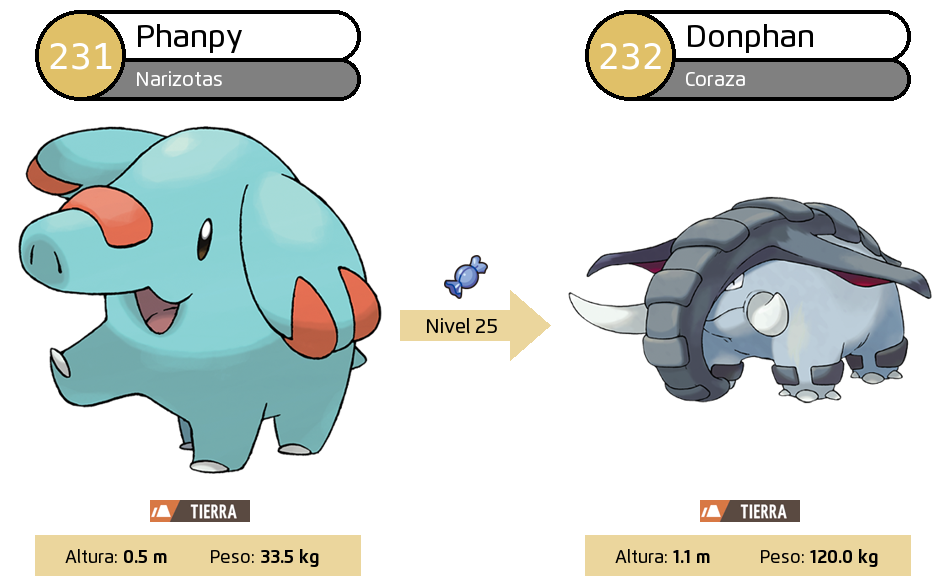 231
Phanpy
Narizotas
232
Donphan
Coraza
Nivel 25
TIERRA
TIERRA
Altura: 0.5 m Peso: 33.5 kg
Altura: 1.1 m Peso: 120.0 kg